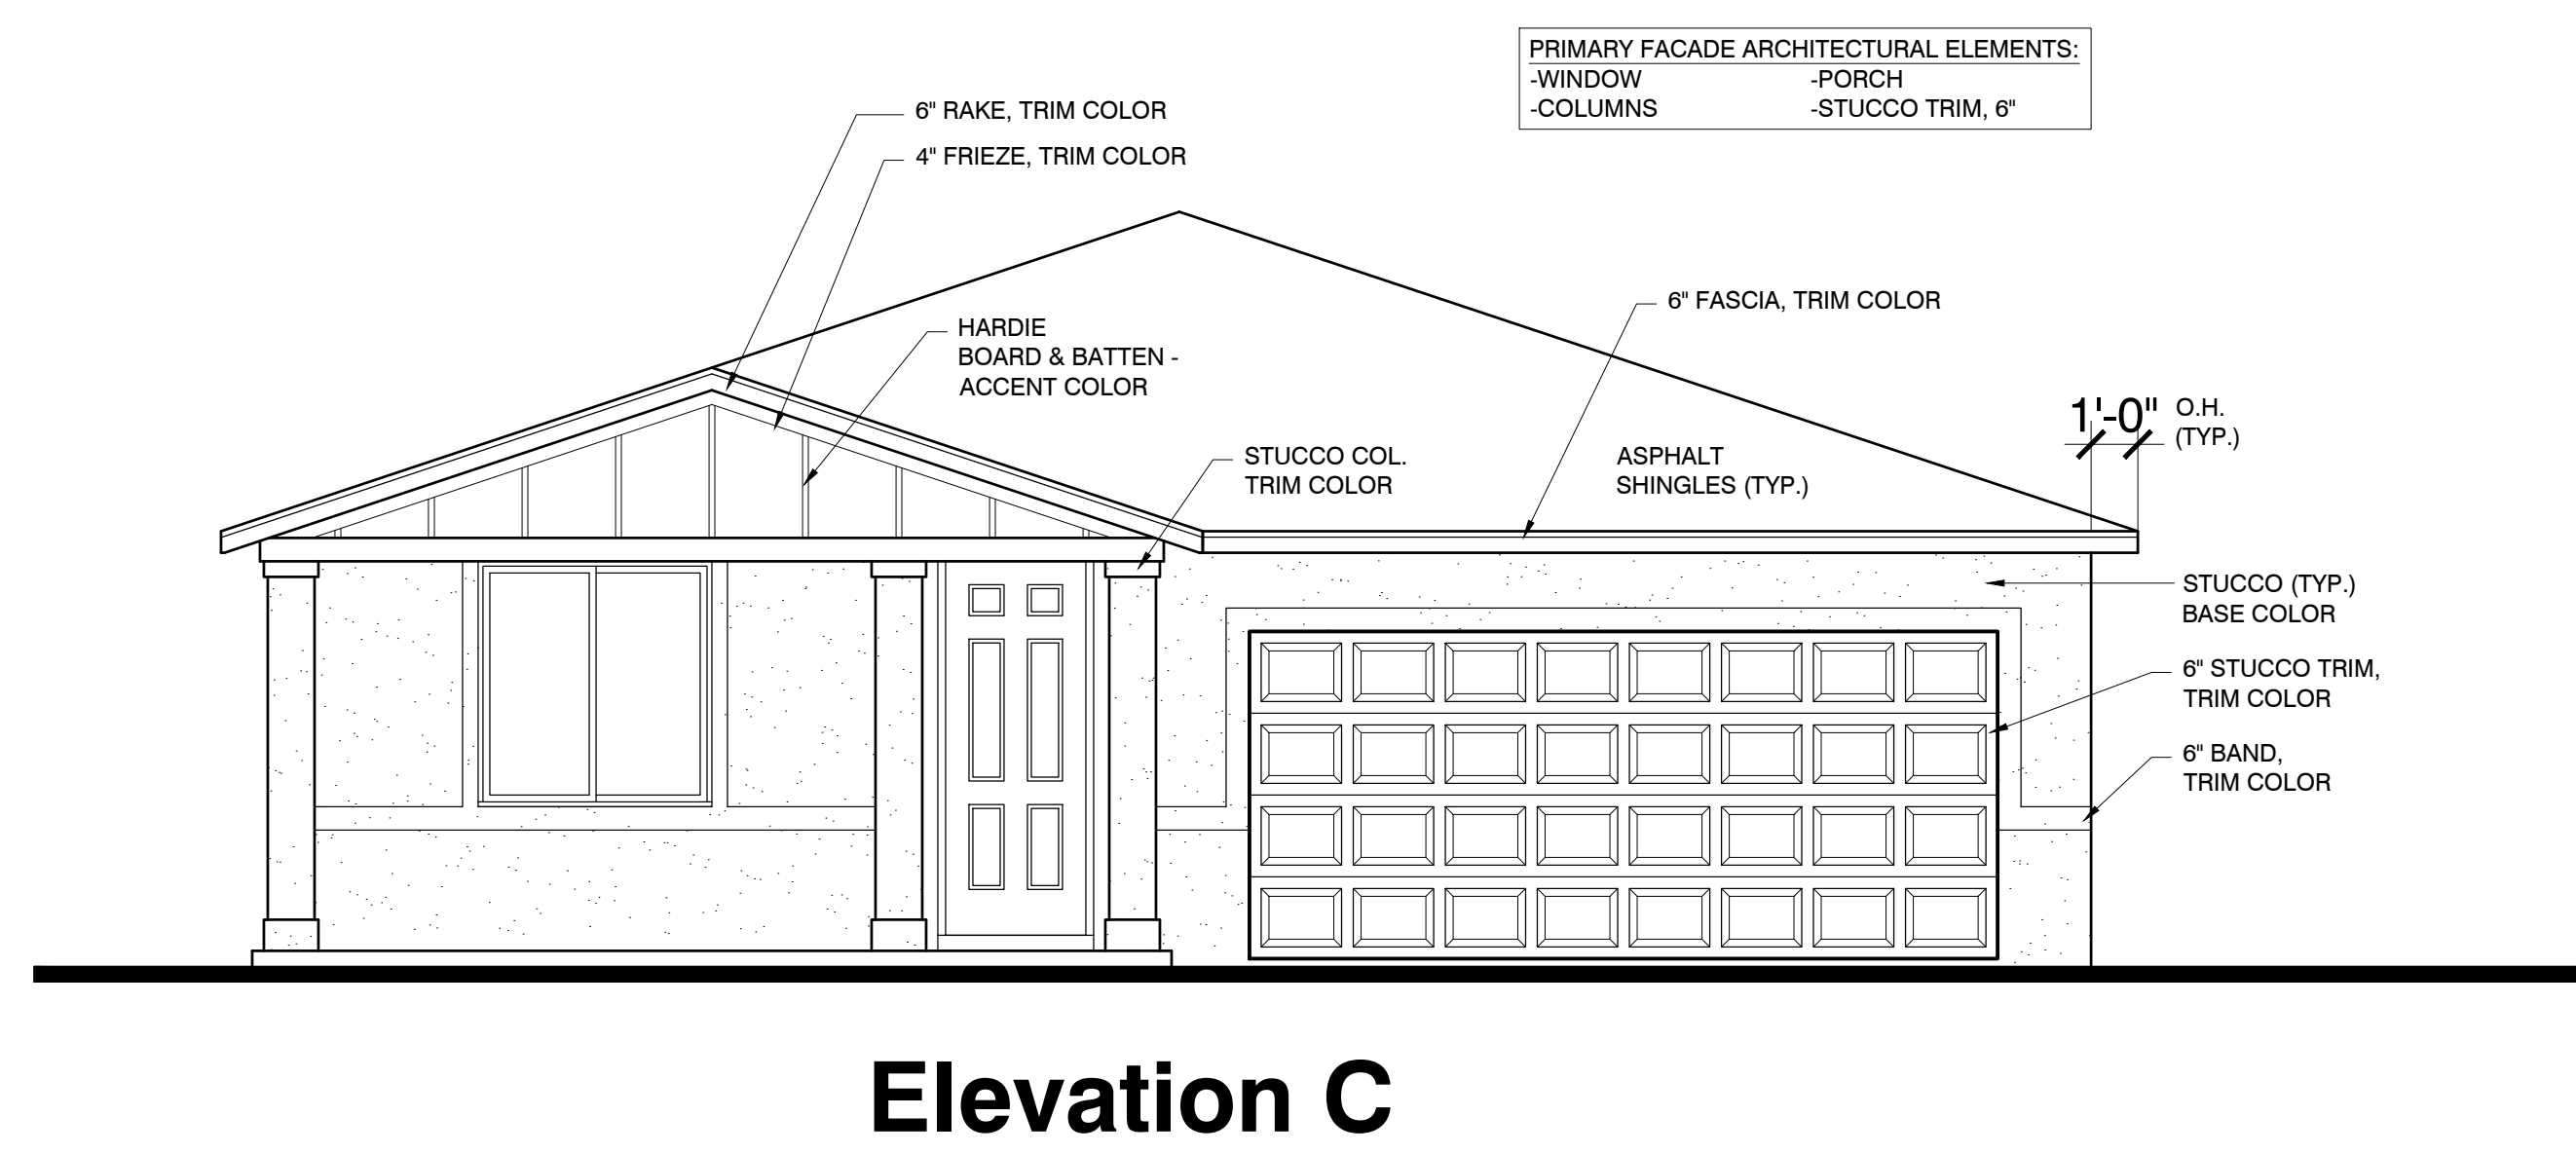 PRIMARY FACADE ARCHITECTURAL ELEMENTS:
-WINDOW -PORCH
-COLUMNS -STUCCO TRIM, 6"
6" RAKE, TRIM COLOR
4" FRIEZE, TRIM COLOR
6" FASCIA, TRIM COLOR
HARDIE
BOARD & BATTEN -
ACCENT COLOR
1'-0" O.H.
(TYP.)
STUCCO COL.
TRIM COLOR
ASPHALT
SHINGLES (TYP.)
STUCCO (TYP.)
BASE COLOR
6" STUCCO TRIM,
TRIM COLOR
6" BAND,
TRIM COLOR
Elevation C